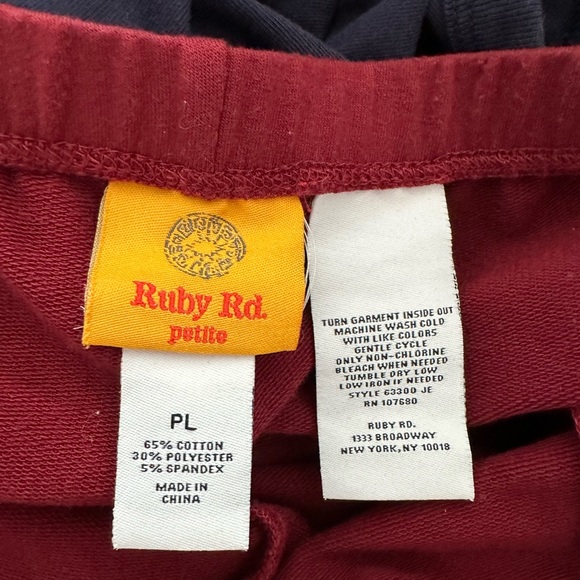 Ruby Rd.
petite
PL
65% COTTON
30% POLYESTER
5% SPANDEX
MADE IN
CHINA
TURN GARMENT INSIDE OUT
MACHINE WASH COLD
WITH LIKE COLORS
GENTLE CYCLE
ONLY NON-CHLORINE
BLEACH WHEN NEEDED
TUMBLE DRY LOW
LOW IRON IF NEEDED
STYLE 63300 JE
RN 107680
RUBY RD.
1333 BROADWAY
NEW YORK, NY 10018